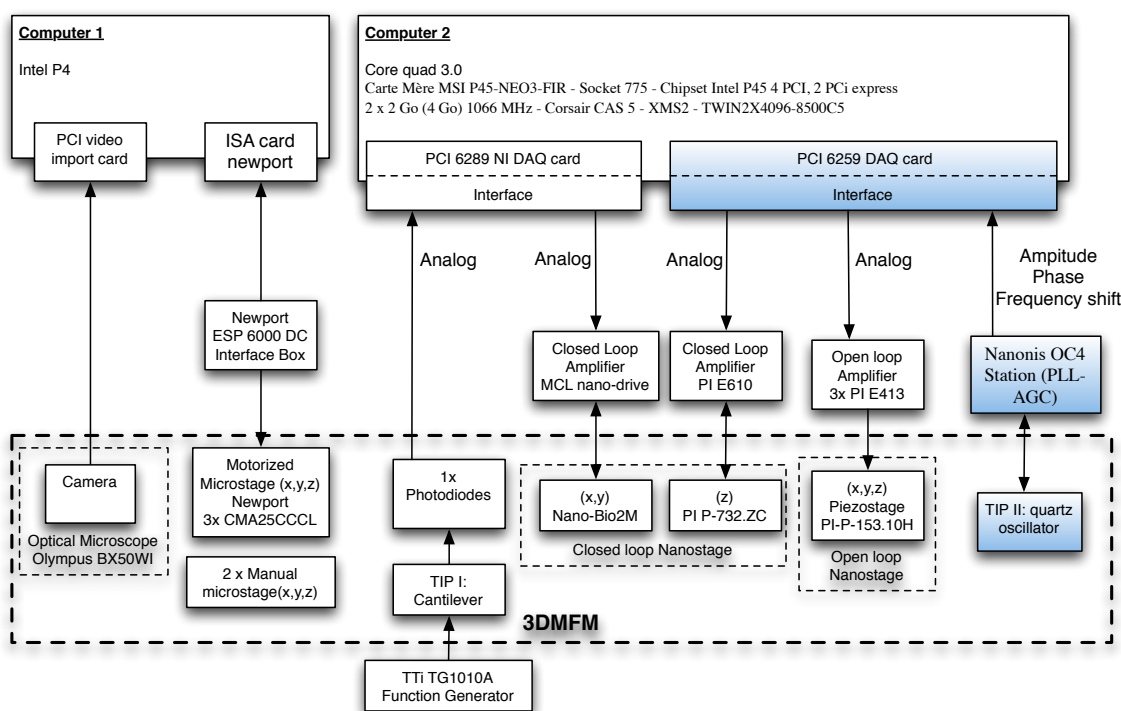 Computer 1
Intel P4
PCI video
import card
ISA card
newport
Computer 2
Core quad 3.0
Carte Mère MSI P45-NEO3-FIR - Socket 775 - Chipset Intel P45 4 PCI, 2 PCi express
2 x 2 Go (4 Go) 1066 MHz - Corsair CAS 5 - XMS2 - TWIN2X4096-8500C5
PCI 6289 NI DAQ card
Interface
PCI 6259 DAQ card
Interface
Analog
Analog
Analog
Analog
Ampitude
Phase
Frequency shift
Newport
ESP 6000 DC
Interface Box
Closed Loop
Amplifier
MCL nano-drive
Closed Loop
Amplifier
PI E610
Open loop
Amplifier
3x PI E413
Nanonis OC4
Station (PLL-
AGC)
Camera
Optical Microscope
Olympus BX50WI
Motorized
Microstage (x,y,z)
Newport
3x CMA25CCCL
2 x Manual
microstage(x,y,z)
1x
Photodiodes
TIP I:
Cantilever
(x,y)
Nano-Bio2M
(z)
PI P-732.ZC
Closed loop Nanostage
(x,y,z)
Piezostage
PI-P-153.10H
Open loop
Nanostage
TIP II: quartz
oscillator
3DMFM
TTi TG1010A
Function Generator